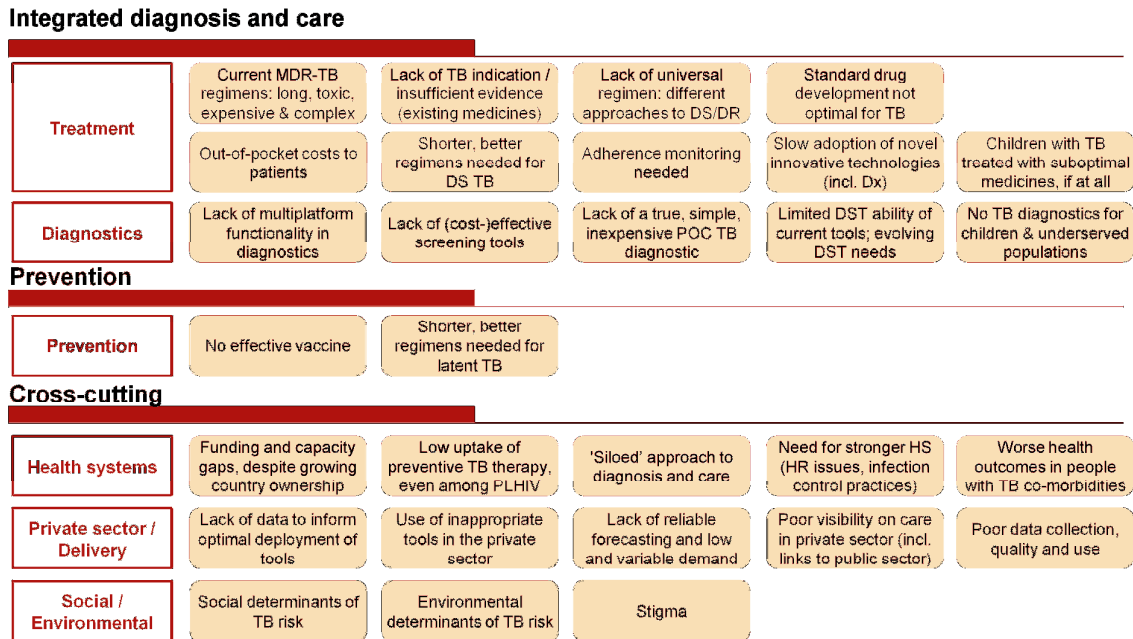 Integrated diagnosis and care
Treatment
Current MDR-TB
regimens: long, toxic,
expensive & complex
Lack of TB indication /
insufficient evidence
(existing medicines)
Lack of universal
regimen: different
approaches to DS/DR
Standard drug
development not
optimal for TB
Out-of-pocket costs to
patients
Shorter, better
regimens needed for
DS TB
Adherence monitoring
needed
Slow adoption of novel
innovative technologies
(incl. Dx)
Children with TB
treated with suboptimal
medicines, if at all
Diagnostics
Lack of multiplatform
functionality in
diagnostics
Lack of (cost-)effective
screening tools
Lack of a true, simple,
inexpensive POC TB
diagnostic
Limited DST ability of
current tools; evolving
DST needs
No TB diagnostics for
children & underserved
populations
Prevention
Prevention
No effective vaccine
Shorter, better
regimens needed for
latent TB
Cross-cutting
Health systems
Funding and capacity
gaps, despite growing
country ownership
Low uptake of
preventive TB therapy,
even among PLHIV
'Siloed' approach to
diagnosis and care
Need for stronger HS
(HR issues, infection
control practices)
Worse health
outcomes in people
with TB co-morbidities
Private sector /
Delivery
Lack of data to inform
optimal deployment of
tools
Use of inappropriate
tools in the private
sector
Lack of reliable
forecasting and low
and variable demand
Poor visibility on care
in private sector (incl.
links to public sector)
Poor data collection,
quality and use
Social /
Environmental
Social determinants of
TB risk
Environmental
determinants of TB risk
Stigma